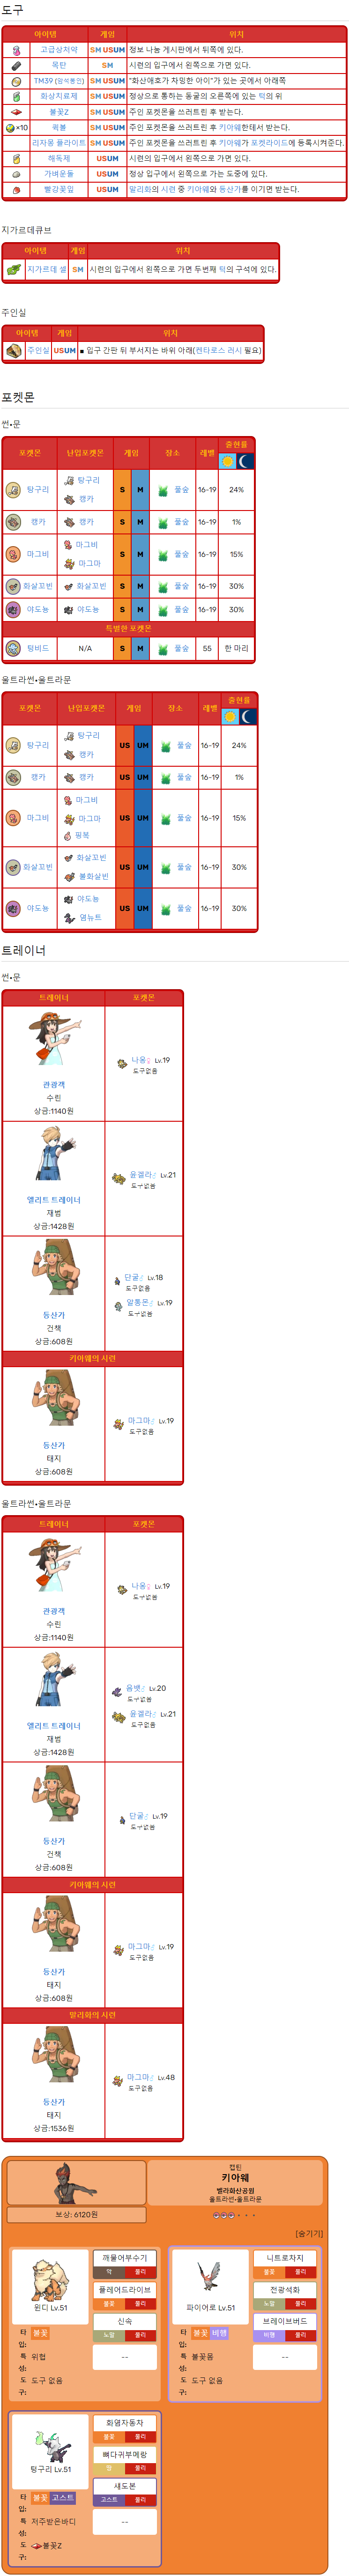 도구
아이템 게임 위치
고급상처약 SM USUM 정보 나눔 게시판에서 뒤쪽에 있다.
목탄 SM 시련의 입구에서 왼쪽으로 가면 있다.
TM39 (암석봉인) SM USUM "화산애호가 차밍한 아이"가 있는 곳에서 아래쪽
화상치료제 SM USUM 정상으로 통하는 동굴의 오른쪽에 있는 턱의 위
불꽃Z SM USUM 주인 포켓몬을 쓰러트린 후 받는다.
×10 퀵볼 SM USUM 주인 포켓몬을 쓰러트린 후 키아웨한테서 받는다.
리자몽 플라이트 SM USUM 주인 포켓몬을 쓰러트린 후 키아웨가 포켓라이드에 등록시켜준다.
해독제 USUM 시련의 입구에서 왼쪽으로 가면 있다.
가벼운돌 USUM 정상 입구에서 왼쪽으로 가는 도중에 있다.
빨강꽃잎 USUM 말리화의 시련 중 키아웨와 등산가를 이기면 받는다.
지가르데큐브
아이템 게임 위치
지가르데 셀 SM 시련의 입구에서 왼쪽으로 가면 두번째 턱의 구석에 있다.
주인실
아이템 게임 위치
주인실 USUM ■ 입구 간판 뒤 부서지는 바위 아래(켄타로스 러시 필요)
포켓몬
썬•문
포켓몬 난입포켓몬 게임 장소 레벨 출현률
탕구리 탕구리 캥카 S M 풀숲 16-19 24%
캥카 캥카 S M 풀숲 16-19 1%
마그비 마그비 마그마 S M 풀숲 16-19 15%
화살꼬빈 화살꼬빈 S M 풀숲 16-19 30%
야도뇽 야도뇽 S M 풀숲 16-19 30%
특별한 포켓몬
텅비드 N/A S M 풀숲 55 한 마리
울트라썬•울트라문
포켓몬 난입포켓몬 게임 장소 레벨 출현률
탕구리 탕구리 캥카 US UM 풀숲 16-19 24%
캥카 캥카 US UM 풀숲 16-19 1%
마그비 마그비 마그마 핑복 US UM 풀숲 16-19 15%
화살꼬빈 화살꼬빈 불화살빈 US UM 풀숲 16-19 30%
야도뇽 야도뇽 염뉴트 US UM 풀숲 16-19 30%
트레이너
썬•문
트레이너 포켓몬
나옹♀ Lv.19
도구없음
관광객
수린
상금:1140원
윤겔라♂ Lv.21
도구없음
엘리트 트레이너
재범
상금:1428원
단굴♂ Lv.18
도구없음
알통몬♂ Lv.19
도구없음
등산가
건책
상금:608원
키아웨의 시련
마그마♂ Lv.19
도구없음
등산가
태지
상금:608원
울트라썬•울트라문
트레이너 포켓몬
나옹♀ Lv.19
도구없음
관광객
수린
상금:1140원
음뱃♂ Lv.20
도구없음
윤겔라♂ Lv.21
도구없음
엘리트 트레이너
재범
상금:1428원
단굴♂ Lv.19
도구없음
등산가
건책
상금:608원
키아웨의 시련
마그마♂ Lv.19
도구없음
등산가
태지
상금:608원
말리화의 시련
마그마♂ Lv.48
도구없음
등산가
태지
상금:1536원
캡틴
키아웨
벨라화산공원
울트라썬•울트라문
보상: 6120원
[숨기기]
윈디 Lv.51
타입: 불꽃
특성: 위협
도구: 도구 없음
깨물어부수기
악 물리
플레어드라이브
불꽃 물리
신속
노말 물리
--
파이어로 Lv.51
타입: 불꽃 비행
특성: 불꽃몸
도구: 도구 없음
니트로차지
불꽃 물리
전광석화
노말 물리
브레이브버드
비행 물리
--
텅구리 Lv.51
타입: 불꽃 고스트
특성: 저주받은바디
도구: 불꽃Z
화염자동차
불꽃 물리
뼈다귀부메랑
땅 물리
섀도본
고스트 물리
--